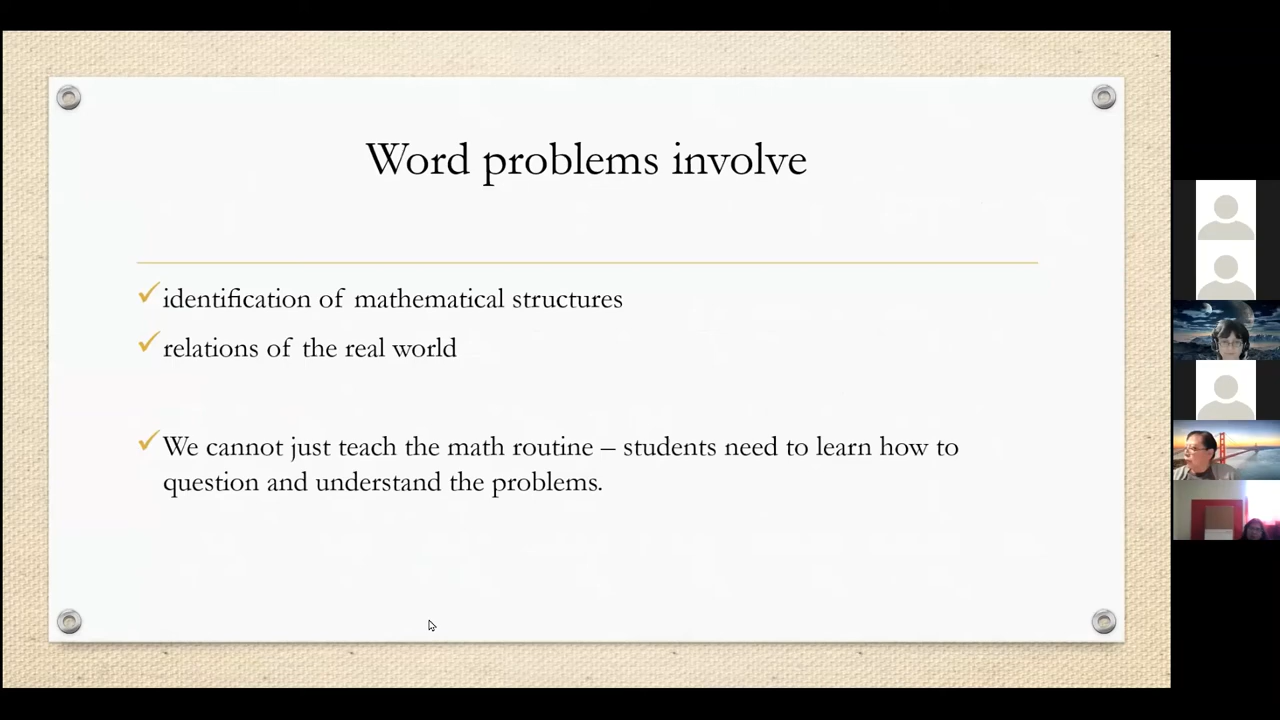 Word problems involve
identification of mathematical structures
relations of the real world
We cannot just teach the math routine – students need to learn how to
question and understand the problems.